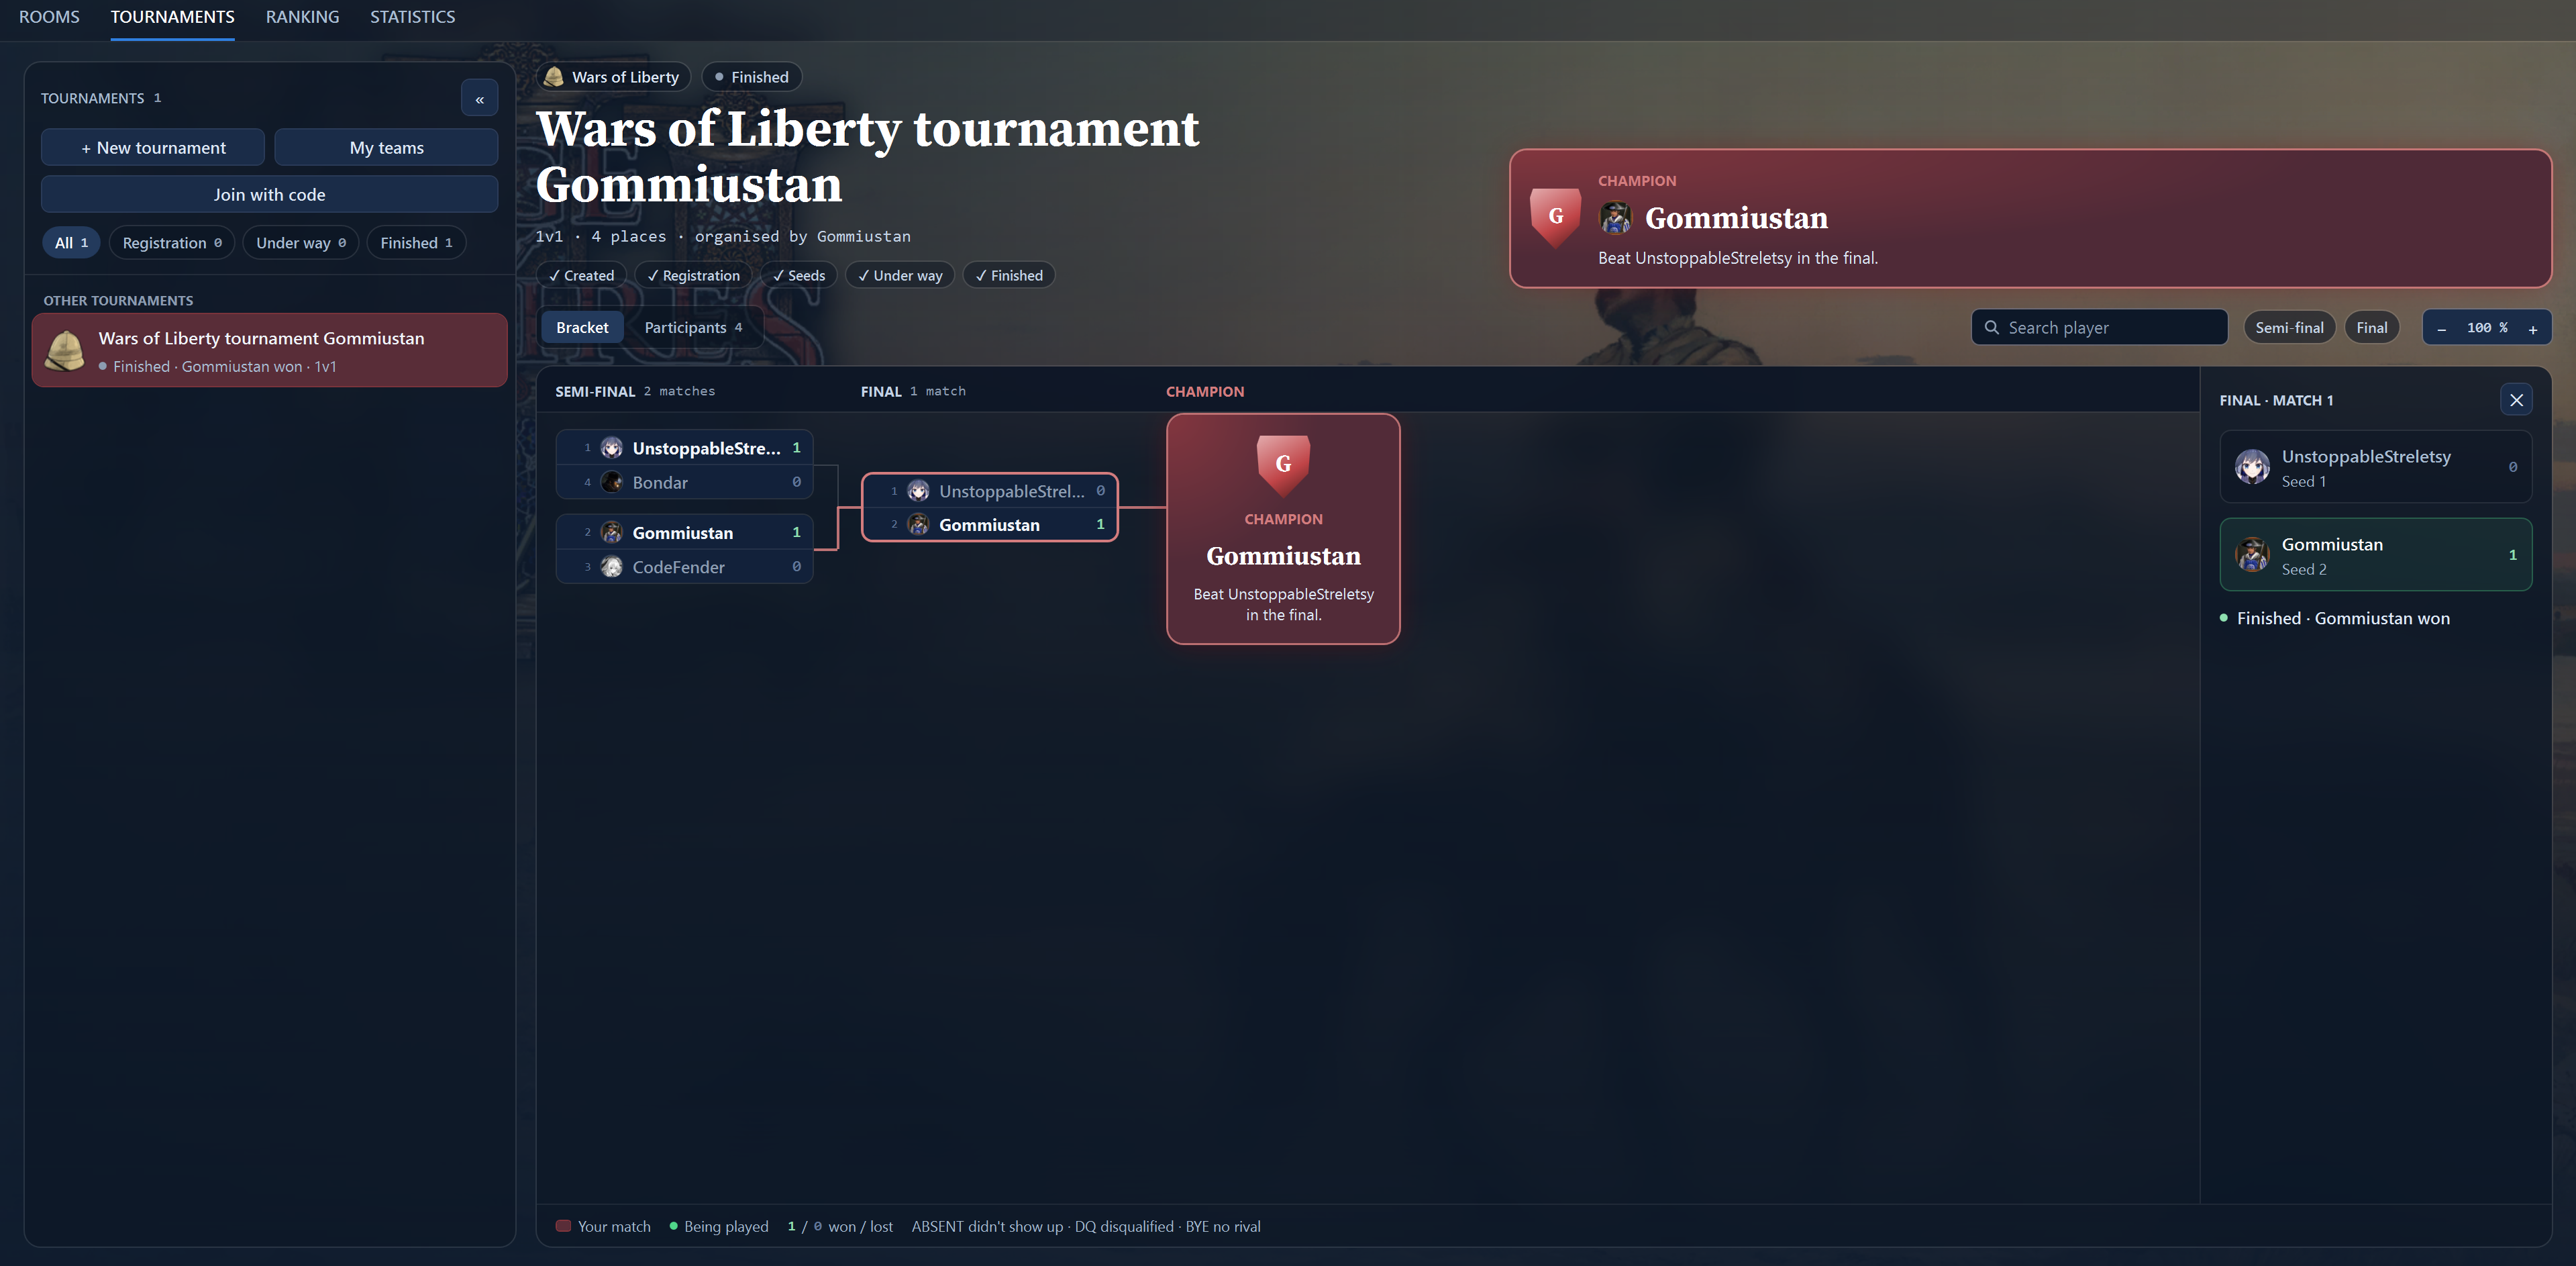 ROOMS TOURNAMENTS RANKING STATISTICS
TOURNAMENTS 1 «
+ New tournament My teams
Join with code
All 1 Registration 0 Under way 0 Finished 1
OTHER TOURNAMENTS
Wars of Liberty tournament Gommiustan
Finished · Gommiustan won · 1v1
Wars of Liberty Finished
Wars of Liberty tournament
Gommiustan
1v1 · 4 places · organised by Gommiustan
✓ Created ✓ Registration ✓ Seeds ✓ Under way ✓ Finished
G
CHAMPION
Gommiustan
Beat UnstoppableStreletsy in the final.
Bracket Participants 4
Search player Semi-final Final − 100 % +
SEMI-FINAL 2 matches FINAL 1 match CHAMPION
1 UnstoppableStre... 1
4 Bondar 0
2 Gommiustan 1
3 CodeFender 0
1 UnstoppableStrel... 0
2 Gommiustan 1
G
CHAMPION
Gommiustan
Beat UnstoppableStreletsy
in the final.
FINAL · MATCH 1 ✕
UnstoppableStreletsy 0
Seed 1
Gommiustan 1
Seed 2
Finished · Gommiustan won
Your match Being played 1 / 0 won / lost ABSENT didn't show up · DQ disqualified · BYE no rival